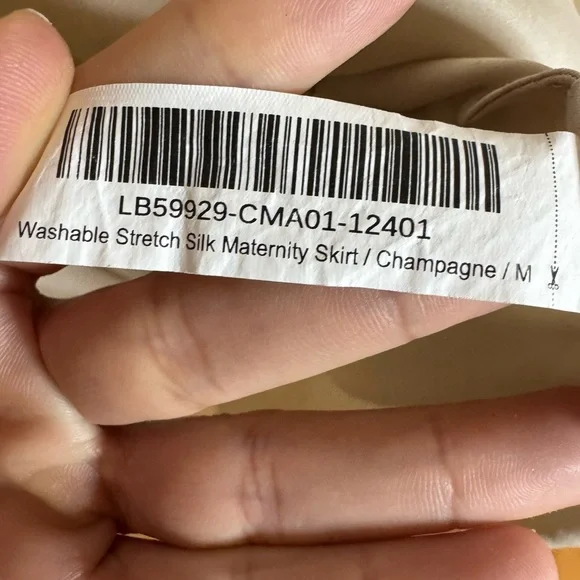 LB59929-CMA01-12401
Washable Stretch Silk Maternity Skirt / Champagne / M